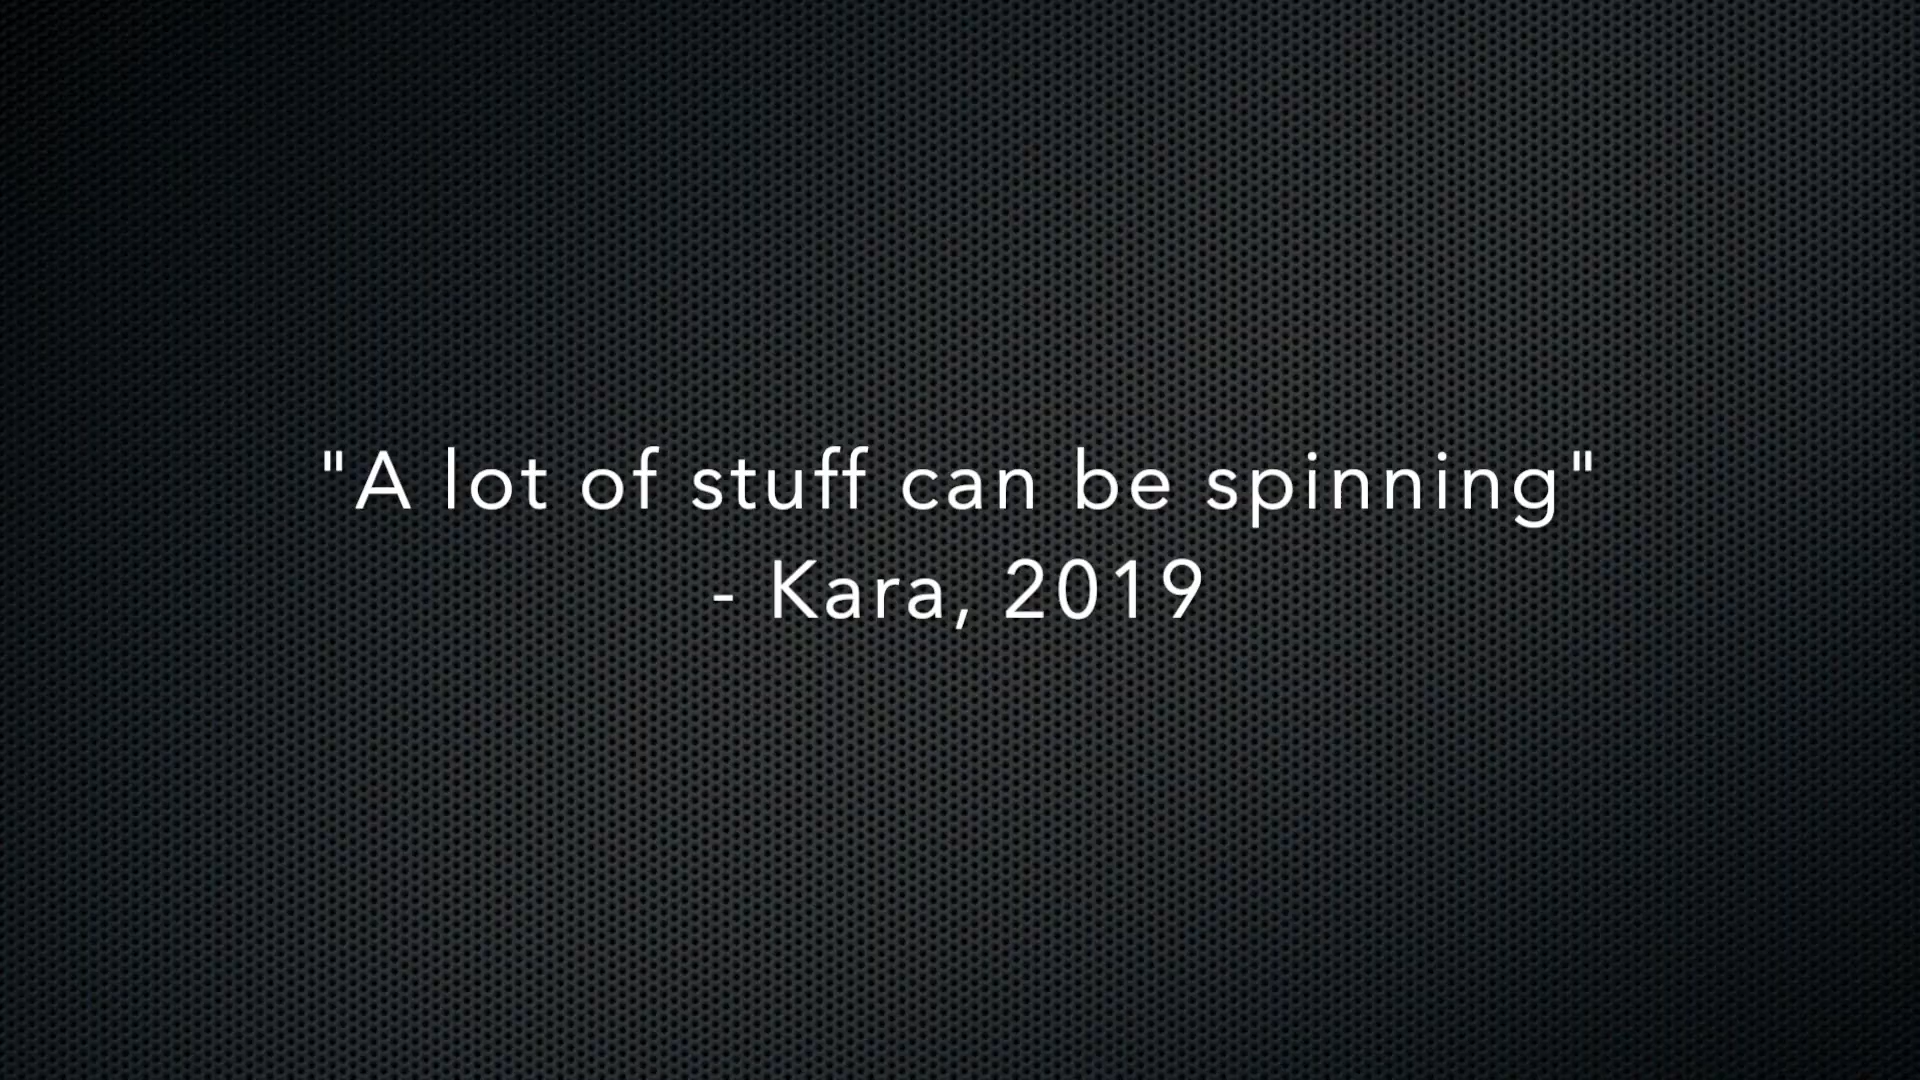 "A lot of stuff can be spinning"
- Kara, 2019